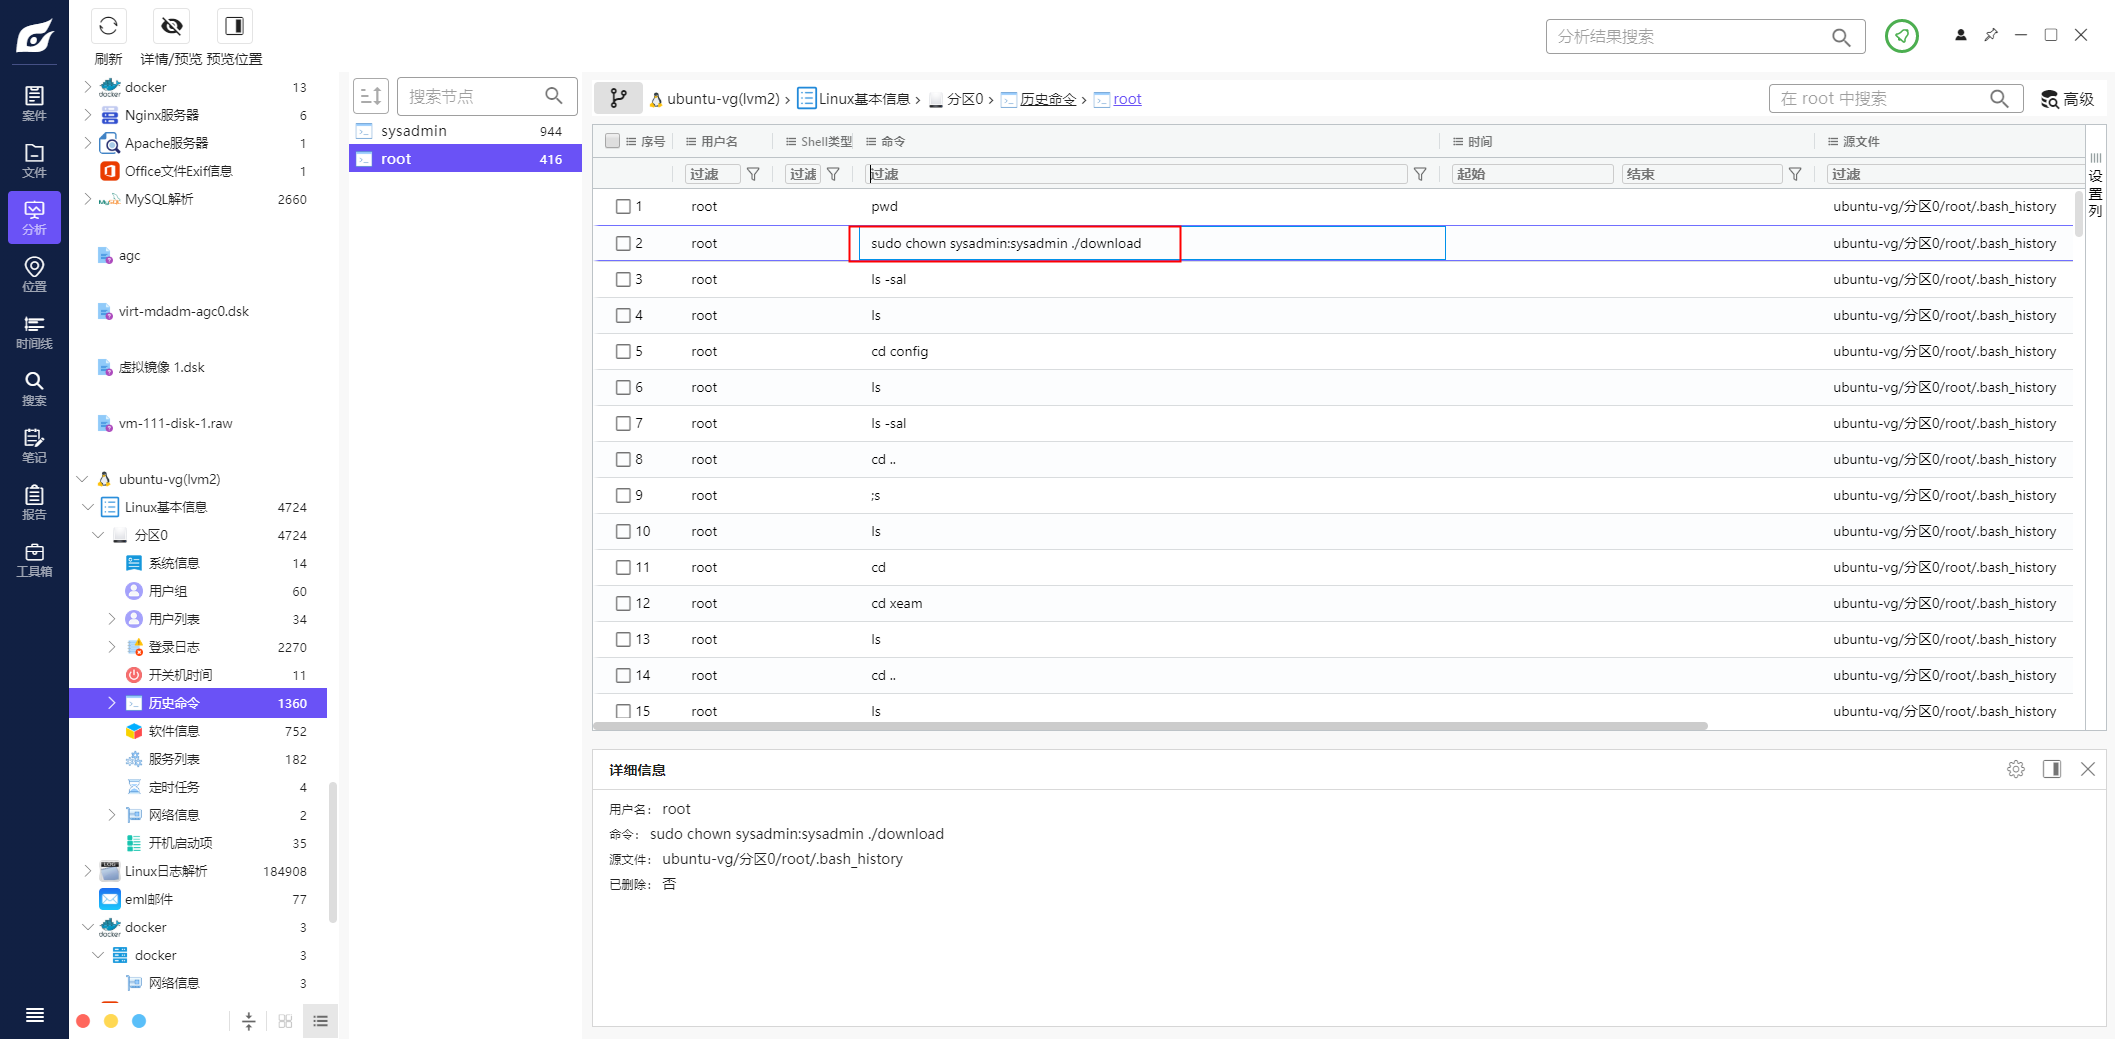 刷新
详情/预览
预览位置
分析结果搜索
案件
文件
分析
位置
时间线
搜索
笔记
报告
工具箱
docker 13
Nginx服务器 6
Apache服务器 1
Office文件Exif信息 1
MySQL解析 2660
agc
virt-mdadm-agc0.dsk
虚拟镜像 1.dsk
vm-111-disk-1.raw
ubuntu-vg(lvm2)
Linux基本信息 4724
分区0 4724
系统信息 14
用户组 60
用户列表 34
登录日志 2270
开关机时间 11
历史命令 1360
软件信息 752
服务列表 182
定时任务 4
网络信息 2
开机启动项 35
Linux日志解析 184908
eml邮件 77
docker 3
docker 3
网络信息 3
搜索节点
sysadmin 944
root 416
ubuntu-vg(lvm2) › Linux基本信息 › 分区0 › 历史命令 › root
在 root 中搜索
高级
序号 用户名 Shell类型 命令 时间 源文件
过滤 过滤 过滤 起始 结束 过滤
设置列
1 root pwd ubuntu-vg/分区0/root/.bash_history
2 root sudo chown sysadmin:sysadmin ./download ubuntu-vg/分区0/root/.bash_history
3 root ls -sal ubuntu-vg/分区0/root/.bash_history
4 root ls ubuntu-vg/分区0/root/.bash_history
5 root cd config ubuntu-vg/分区0/root/.bash_history
6 root ls ubuntu-vg/分区0/root/.bash_history
7 root ls -sal ubuntu-vg/分区0/root/.bash_history
8 root cd .. ubuntu-vg/分区0/root/.bash_history
9 root ;s ubuntu-vg/分区0/root/.bash_history
10 root ls ubuntu-vg/分区0/root/.bash_history
11 root cd ubuntu-vg/分区0/root/.bash_history
12 root cd xeam ubuntu-vg/分区0/root/.bash_history
13 root ls ubuntu-vg/分区0/root/.bash_history
14 root cd .. ubuntu-vg/分区0/root/.bash_history
15 root ls ubuntu-vg/分区0/root/.bash_history
详细信息
用户名： root
命令： sudo chown sysadmin:sysadmin ./download
源文件： ubuntu-vg/分区0/root/.bash_history
已删除： 否